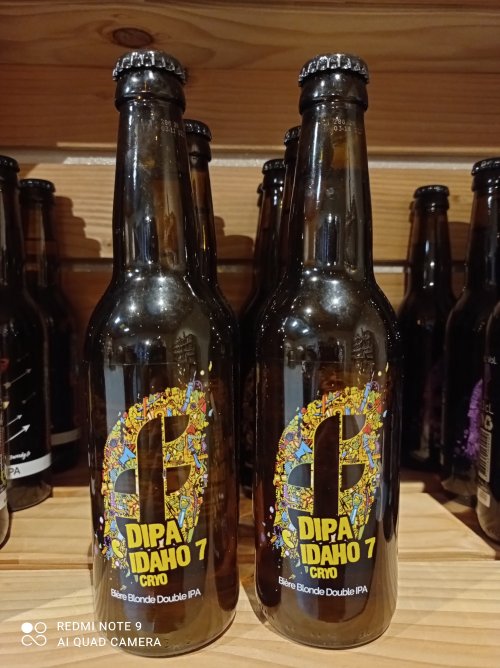 DIPA
IDAHO 7
CRYO
Bière Blonde Double IPA
DIPA
IDAHO 7
CRYO
Bière Blonde Double IPA
IPA
REDMI NOTE 9
AI QUAD CAMERA